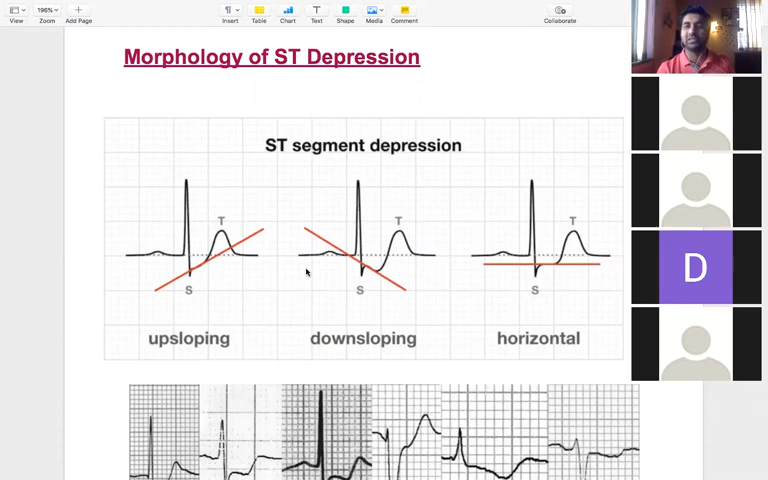 196%
View Zoom Add Page Insert Table Chart Text Shape Media Comment Collaborate
Morphology of ST Depression
ST segment depression
T T T
S S S
upsloping downsloping horizontal
D